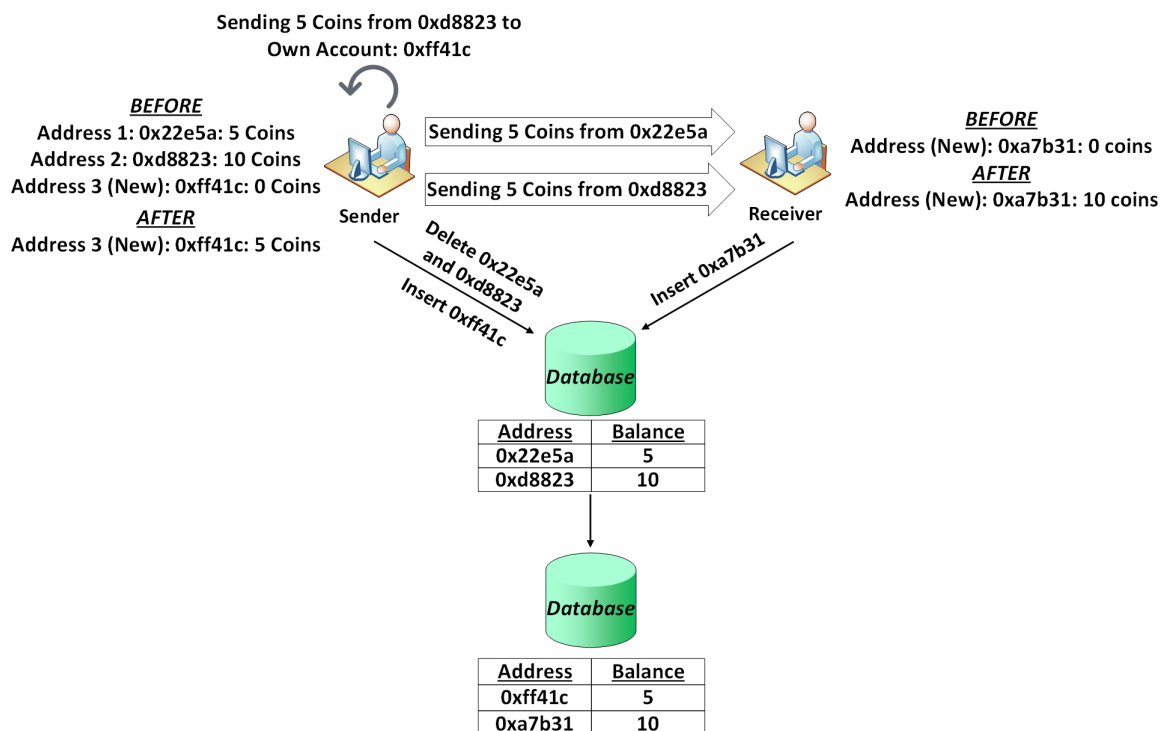 Sending 5 Coins from 0xd8823 to
Own Account: 0xff41c
BEFORE
Address 1: 0x22e5a: 5 Coins
Address 2: 0xd8823: 10 Coins
Address 3 (New): 0xff41c: 0 Coins
AFTER
Address 3 (New): 0xff41c: 5 Coins
Sender
Sending 5 Coins from 0x22e5a
Sending 5 Coins from 0xd8823
Receiver
BEFORE
Address (New): 0xa7b31: 0 coins
AFTER
Address (New): 0xa7b31: 10 coins
Delete 0x22e5a
and 0xd8823
Insert 0xff41c
Insert 0xa7b31
Database
Address Balance
0x22e5a 5
0xd8823 10
Database
Address Balance
0xff41c 5
0xa7b31 10